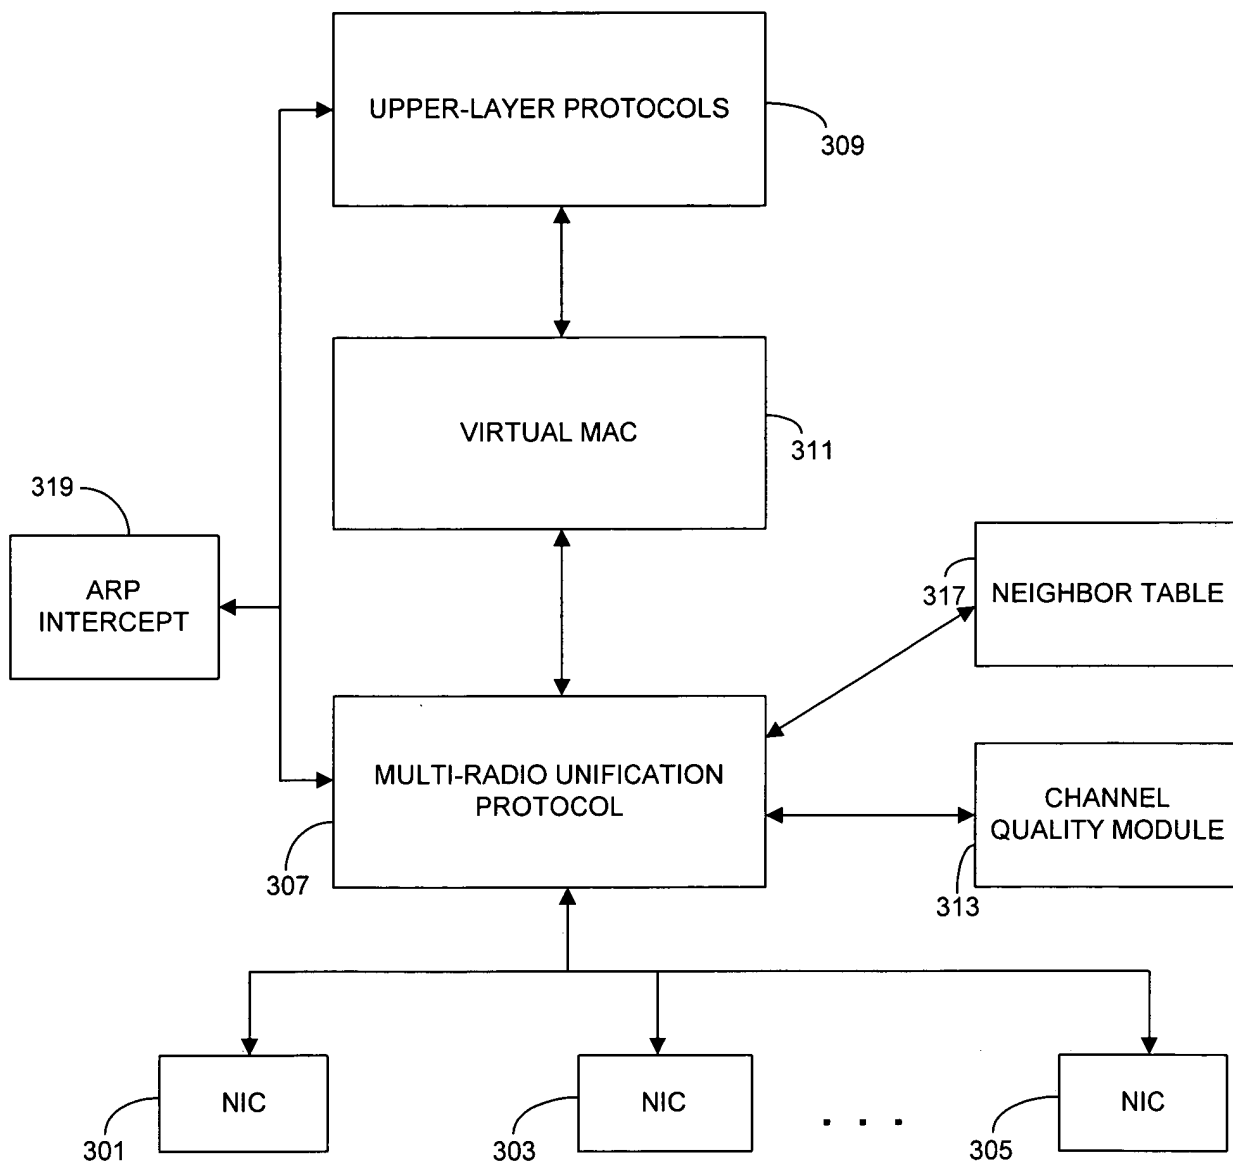 UPPER-LAYER PROTOCOLS
309
VIRTUAL MAC
311
319
ARP
INTERCEPT
317
NEIGHBOR TABLE
MULTI-RADIO UNIFICATION
PROTOCOL
307
CHANNEL
QUALITY MODULE
313
NIC
301
NIC
303
. . .
NIC
305